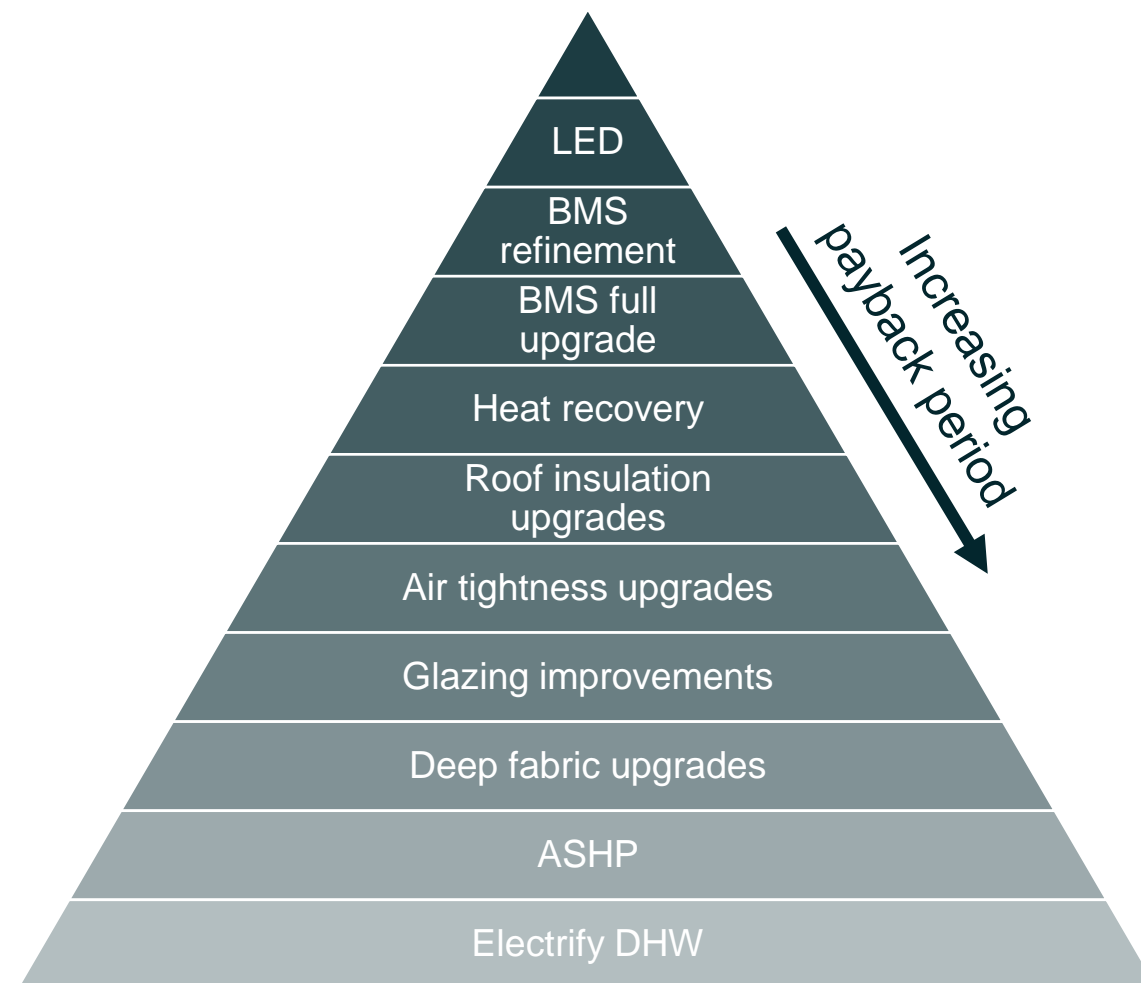 LED
BMS
refinement
BMS full
upgrade
Heat recovery
Roof insulation
upgrades
Air tightness upgrades
Glazing improvements
Deep fabric upgrades
ASHP
Electrify DHW
Increasing
payback period